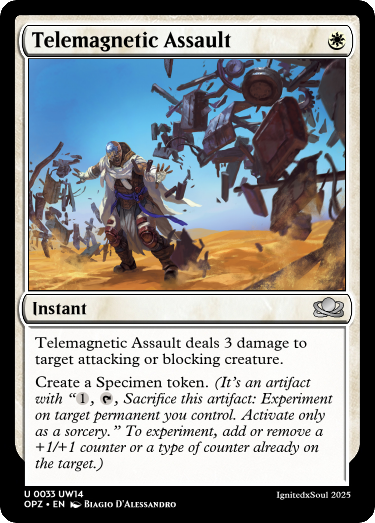 Telemagnetic Assault
Instant
Telemagnetic Assault deals 3 damage to
target attacking or blocking creature.
Create a Specimen token. (It's an artifact
with “1, , Sacrifice this artifact: Experiment
on target permanent you control. Activate only
as a sorcery.” To experiment, add or remove a
+1/+1 counter or a type of counter already on
the target.)
U 0033 UW14
OPZ • EN Biagio D'Alessandro
IgnitedxSoul 2025